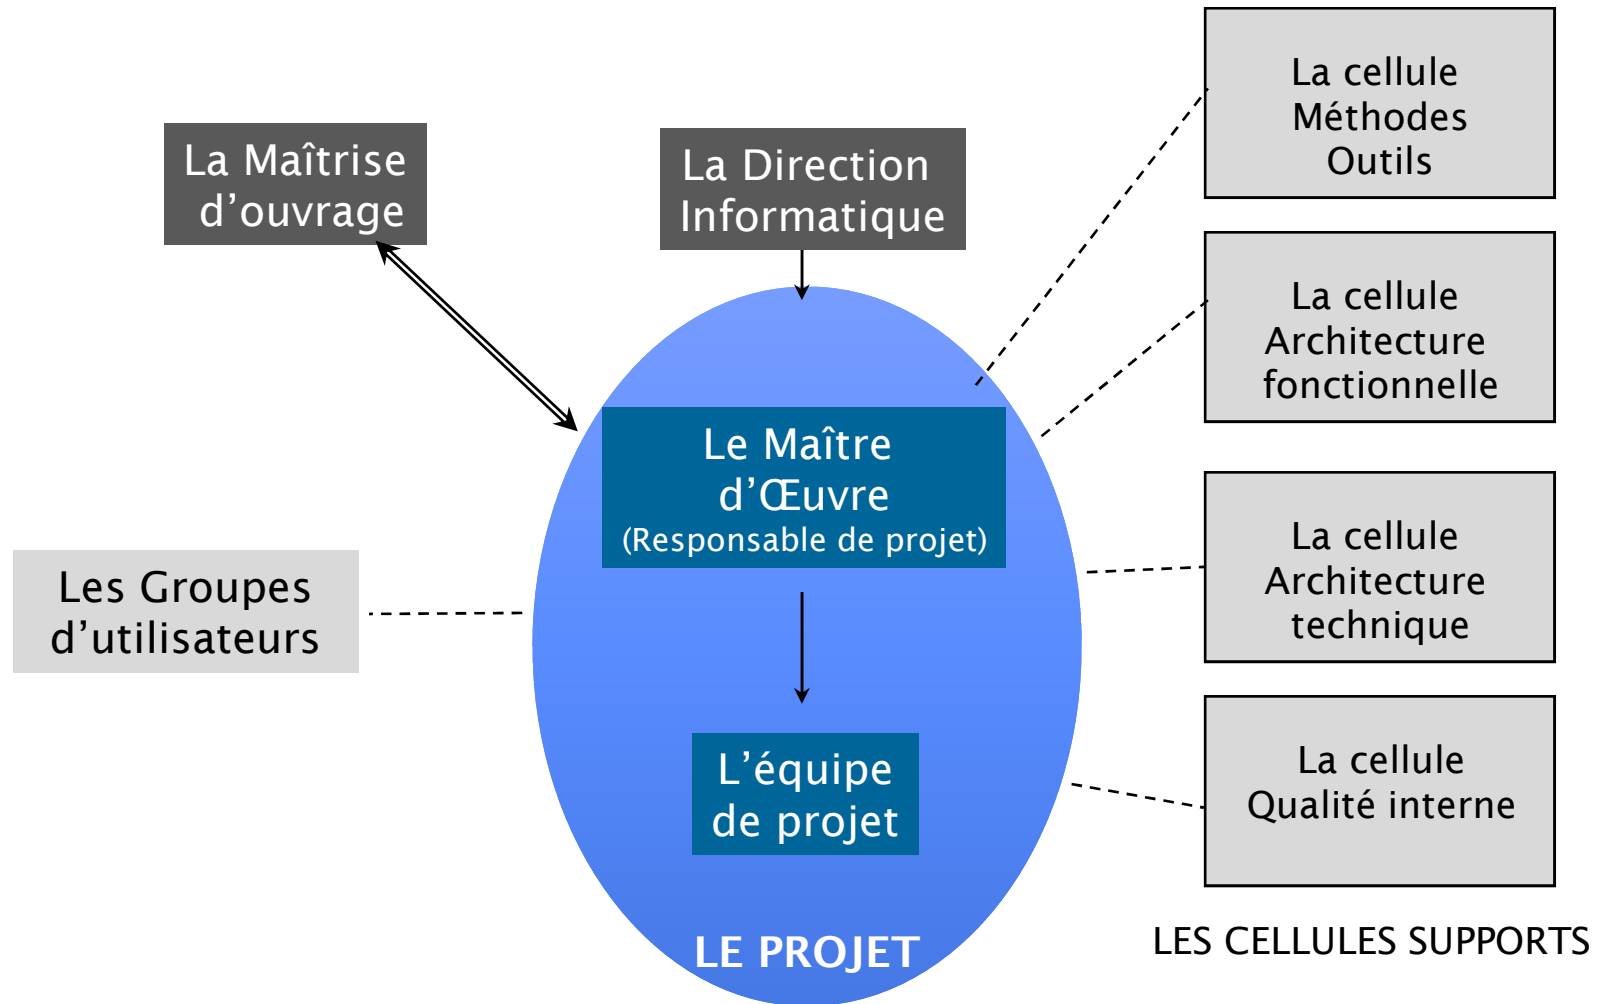 La Maîtrise
d’ouvrage
La Direction
Informatique
Le Maître
d’Œuvre
(Responsable de projet)
L’équipe
de projet
LE PROJET
Les Groupes
d’utilisateurs
La cellule
Méthodes
Outils
La cellule
Architecture
fonctionnelle
La cellule
Architecture
technique
La cellule
Qualité interne
LES CELLULES SUPPORTS